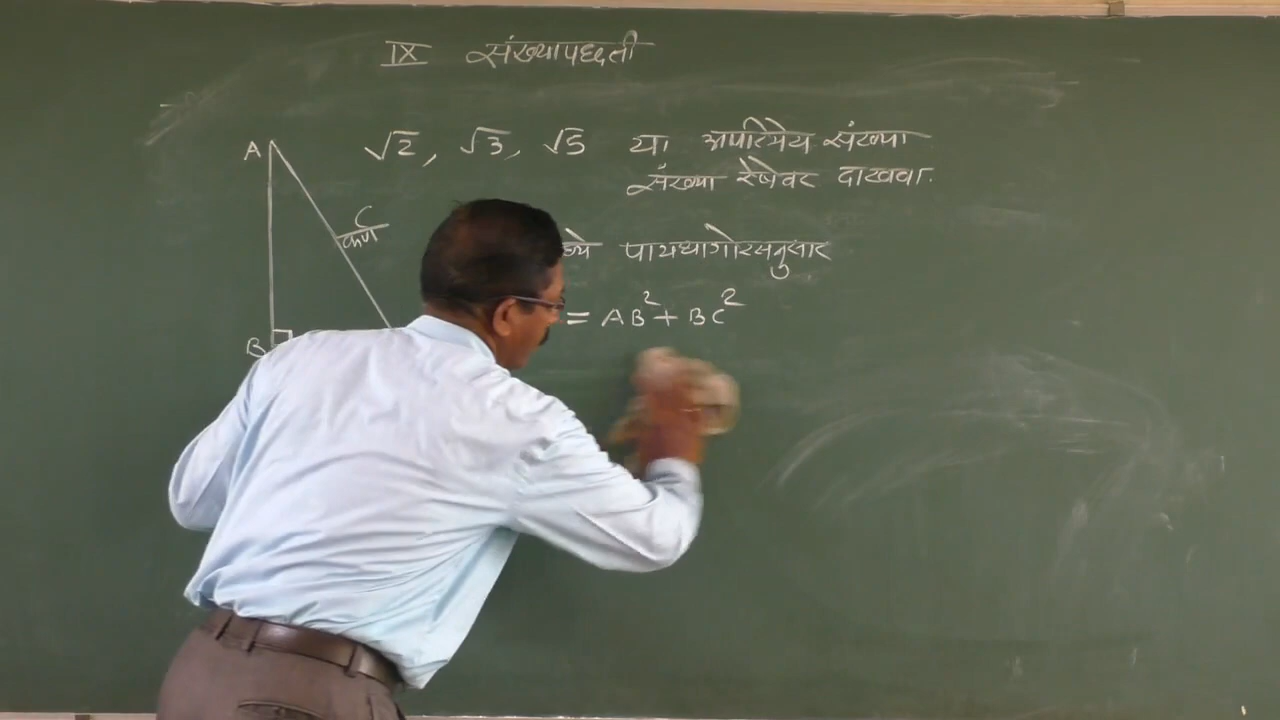 IX संख्यापद्धती
√2, √3, √5 या अपरिमेय संख्या
संख्या रेषेवर दाखवा.
A
C
कर्ण
पायथागोरसनुसार
= AB² + BC²
B